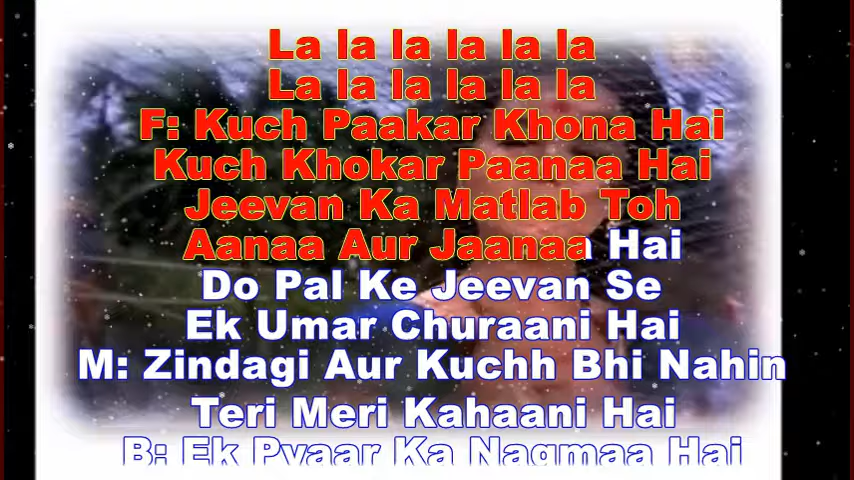 La la la la la la
La la la la la la
F: Kuch Paakar Khona Hai
Kuch Khokar Paanaa Hai
Jeevan Ka Matlab Toh
Aanaa Aur Jaanaa Hai
Do Pal Ke Jeevan Se
Ek Umar Churaani Hai
M: Zindagi Aur Kuchh Bhi Nahin
Teri Meri Kahaani Hai
B: Ek Pyaar Ka Nagmaa Hai